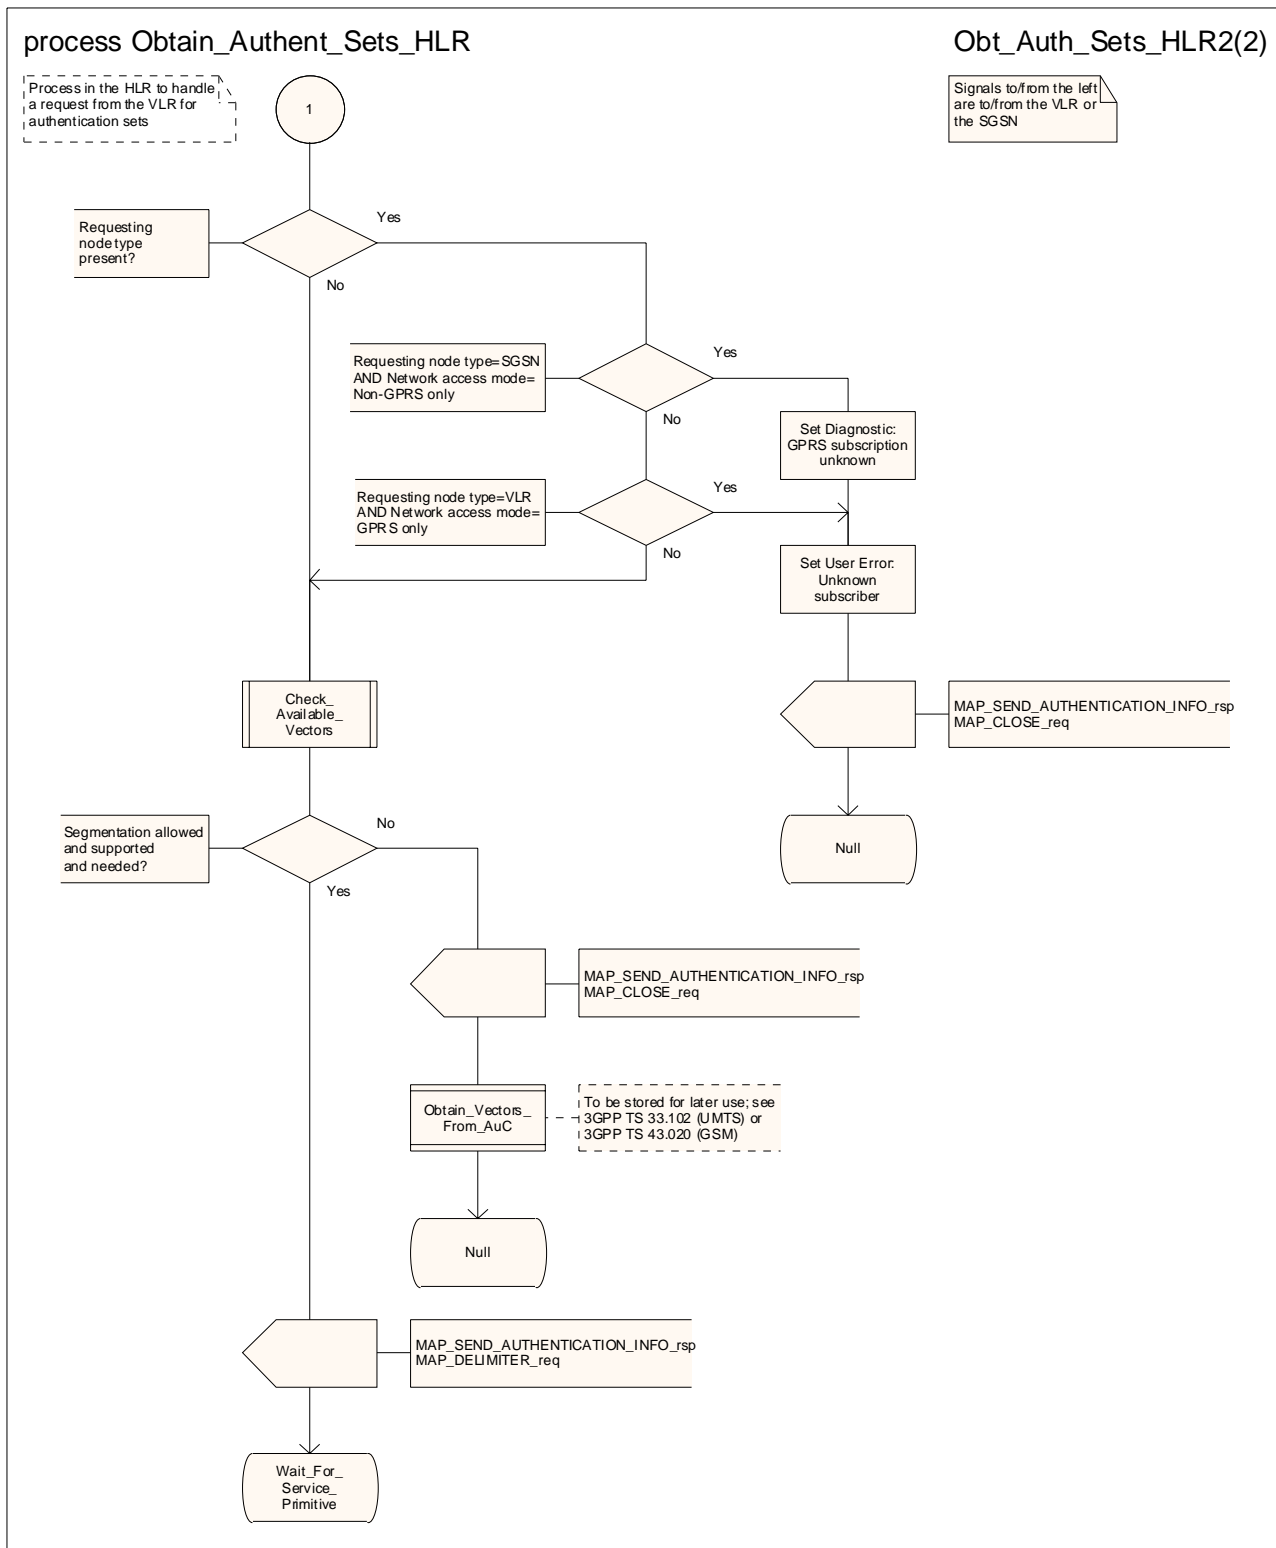 process Obtain_Authent_Sets_HLR
Obt_Auth_Sets_HLR2(2)
Process in the HLR to handle
a request from the VLR for
authentication sets
1
Signals to/from the left
are to/from the VLR or
the SGSN
Requesting
node type
present?
Yes
No
Requesting node type=SGSN
AND Network access mode=
Non-GPRS only
Yes
No
Set Diagnostic:
GPRS subscription
unknown
Requesting node type=VLR
AND Network access mode=
GPRS only
Yes
No
Set User Error:
Unknown
subscriber
Check_
Available_
Vectors
MAP_SEND_AUTHENTICATION_INFO_rsp
MAP_CLOSE_req
Segmentation allowed
and supported
and needed?
No
Yes
Null
MAP_SEND_AUTHENTICATION_INFO_rsp
MAP_CLOSE_req
Obtain_Vectors_
From_AuC
To be stored for later use; see
3GPP TS 33.102 (UMTS) or
3GPP TS 43.020 (GSM)
Null
MAP_SEND_AUTHENTICATION_INFO_rsp
MAP_DELIMITER_req
Wait_For_
Service_
Primitive